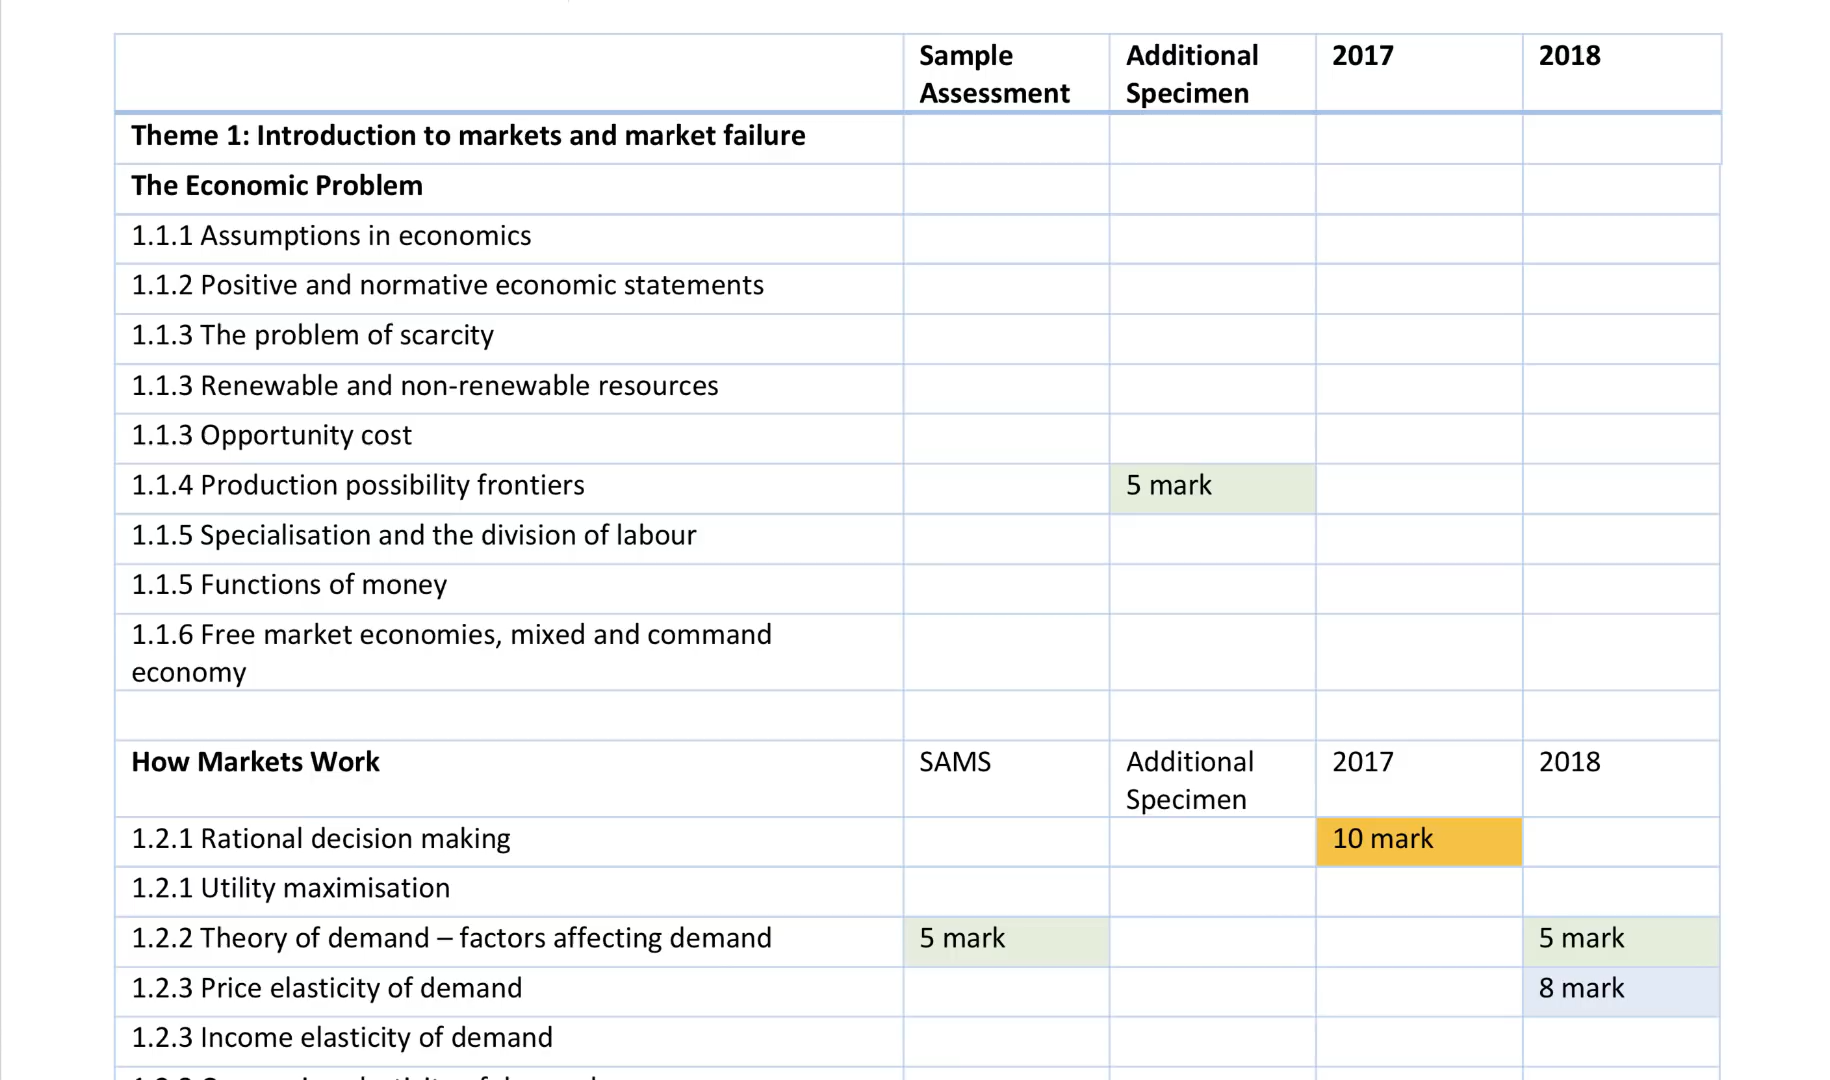 Sample Assessment Additional Specimen 2017 2018
Theme 1: Introduction to markets and market failure
The Economic Problem
1.1.1 Assumptions in economics
1.1.2 Positive and normative economic statements
1.1.3 The problem of scarcity
1.1.3 Renewable and non-renewable resources
1.1.3 Opportunity cost
1.1.4 Production possibility frontiers 5 mark
1.1.5 Specialisation and the division of labour
1.1.5 Functions of money
1.1.6 Free market economies, mixed and command
economy
How Markets Work SAMS Additional Specimen 2017 2018
1.2.1 Rational decision making 10 mark
1.2.1 Utility maximisation
1.2.2 Theory of demand – factors affecting demand 5 mark 5 mark
1.2.3 Price elasticity of demand 8 mark
1.2.3 Income elasticity of demand